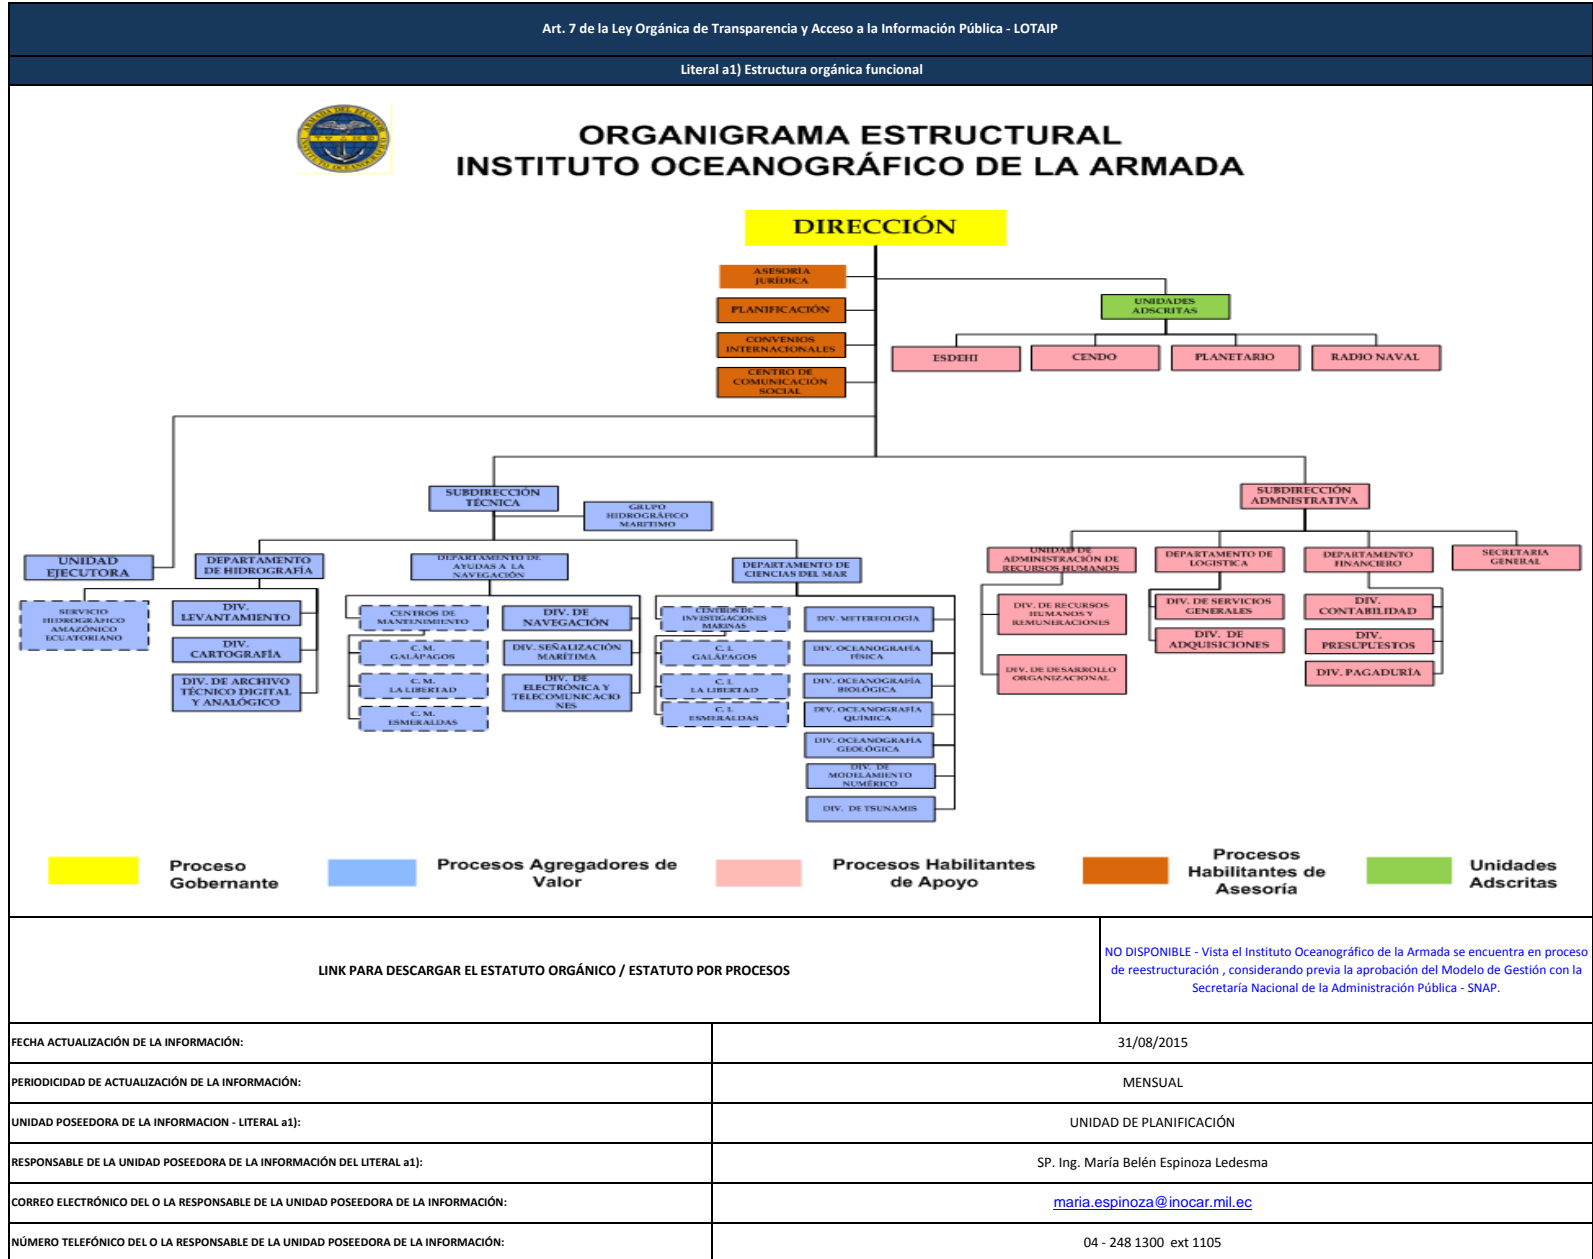 Art. 7 de la Ley Orgánica de Transparencia y Acceso a la Información Pública - LOTAIP
Literal a1) Estructura orgánica funcional
ARMADA DEL ECUADOR
INSTITUTO OCEANOGRÁFICO
ORGANIGRAMA ESTRUCTURAL
INSTITUTO OCEANOGRÁFICO DE LA ARMADA
DIRECCIÓN
ASESORÍA
JURÍDICA
PLANIFICACIÓN
CONVENIOS
INTERNACIONALES
CENTRO DE
COMUNICACIÓN
SOCIAL
UNIDADES
ADSCRITAS
ESDEHI
CENDO
PLANETARIO
RADIO NAVAL
SUBDIRECCIÓN
TÉCNICA
GRUPO
HIDROGRÁFICO
MARITIMO
SUBDIRECCIÓN
ADMNISTRATIVA
UNIDAD
EJECUTORA
DEPARTAMENTO
DE HIDROGRAFÍA
DEPARTAMENTO DE
AYUDAS A LA
NAVEGACIÓN
DEPARTAMENTO DE
CIENCIAS DEL MAR
UNIDAD DE
ADMINISTRACIÓN DE
RECURSOS HUMANOS
DEPARTAMENTO DE
LOGISTICA
DEPARTAMENTO
FINANCIERO
SECRETARIA
GENERAL
SERVICIO
HIDROGRÁFICO
AMAZÓNICO
ECUATORIANO
DIV.
LEVANTAMIENTO
DIV.
CARTOGRAFÍA
DIV. DE ARCHIVO
TÉCNICO DIGITAL
Y ANALÓGICO
CENTROS DE
MANTENIMIENTO
C. M.
GALÁPAGOS
C. M.
LA LIBERTAD
C. M.
ESMERALDAS
DIV. DE
NAVEGACIÓN
DIV. SEÑALIZACIÓN
MARÍTIMA
DIV. DE
ELECTRÓNICA Y
TELECOMUNICACIO
NES
CENTROS DE
INVESTIGACIONES
MARINAS
C. I.
GALÁPAGOS
C. I.
LA LIBERTAD
C. I.
ESMERALDAS
DIV. METEREOLOGÍA
DIV. OCEANOGRAFÍA
FÍSICA
DIV. OCEANOGRAFÍA
BIOLÓGICA
DIV. OCEANOGRAFÍA
QUÍMICA
DIV. OCEANOGRAFÍA
GEOLÓGICA
DIV. DE
MODELAMIENTO
NUMÉRICO
DIV. DE TSUNAMIS
DIV. DE RECURSOS
HUMANOS Y
REMUNERACIONES
DIV. DE DESARROLLO
ORGANIZACIONAL
DIV. DE SERVICIOS
GENERALES
DIV. DE
ADQUISICIONES
DIV.
CONTABILIDAD
DIV.
PRESUPUESTOS
DIV. PAGADURÍA
Proceso
Gobernante
Procesos Agregadores de
Valor
Procesos Habilitantes
de Apoyo
Procesos
Habilitantes de
Asesoría
Unidades
Adscritas
LINK PARA DESCARGAR EL ESTATUTO ORGÁNICO / ESTATUTO POR PROCESOS
NO DISPONIBLE - Vista el Instituto Oceanográfico de la Armada se encuentra en proceso
de reestructuración , considerando previa la aprobación del Modelo de Gestión con la
Secretaría Nacional de la Administración Pública - SNAP.
FECHA ACTUALIZACIÓN DE LA INFORMACIÓN:
31/08/2015
PERIODICIDAD DE ACTUALIZACIÓN DE LA INFORMACIÓN:
MENSUAL
UNIDAD POSEEDORA DE LA INFORMACION - LITERAL a1):
UNIDAD DE PLANIFICACIÓN
RESPONSABLE DE LA UNIDAD POSEEDORA DE LA INFORMACIÓN DEL LITERAL a1):
SP. Ing. María Belén Espinoza Ledesma
CORREO ELECTRÓNICO DEL O LA RESPONSABLE DE LA UNIDAD POSEEDORA DE LA INFORMACIÓN:
maria.espinoza@inocar.mil.ec
NÚMERO TELEFÓNICO DEL O LA RESPONSABLE DE LA UNIDAD POSEEDORA DE LA INFORMACIÓN:
04 - 248 1300 ext 1105